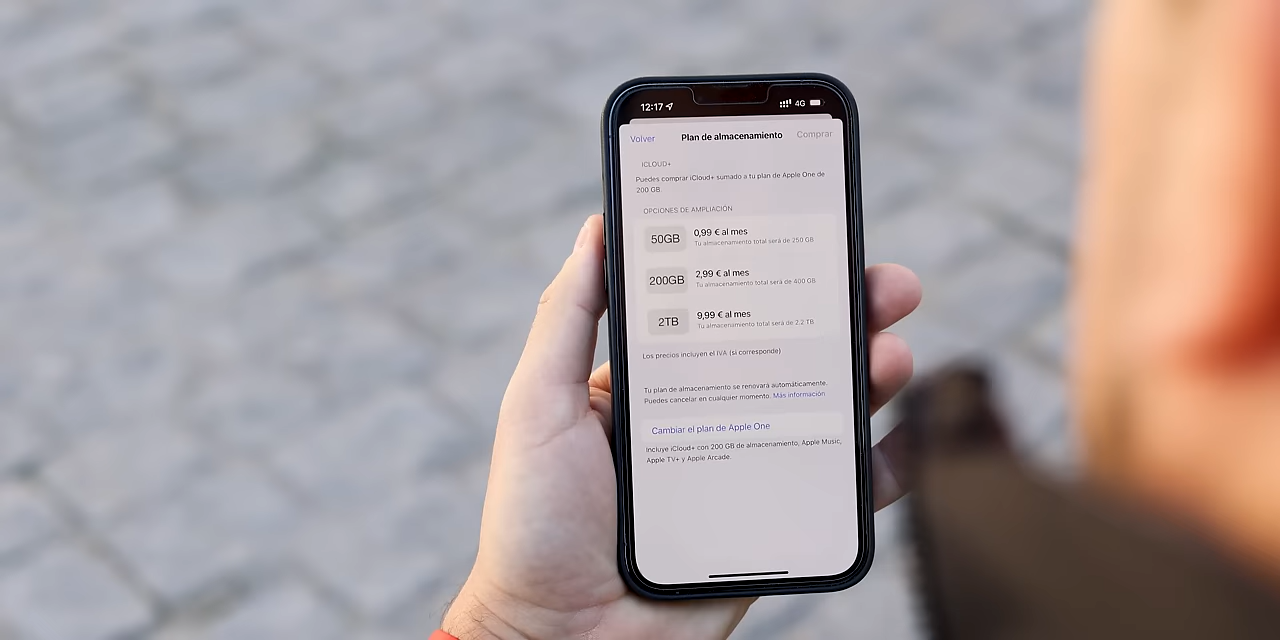 12:17
4G
Volver Plan de almacenamiento Comprar
ICLOUD+
Puedes comprar iCloud+ sumado a tu plan de Apple One de
200 GB.
OPCIONES DE AMPLIACIÓN
50GB 0,99 € al mes
Tu almacenamiento total será de 250 GB
200GB 2,99 € al mes
Tu almacenamiento total será de 400 GB
2TB 9,99 € al mes
Tu almacenamiento total será de 2.2 TB
Los precios incluyen el IVA (si corresponde)
Tu plan de almacenamiento se renovará automáticamente.
Puedes cancelar en cualquier momento. Más información
Cambiar el plan de Apple One
Incluye iCloud+ con 200 GB de almacenamiento, Apple Music,
Apple TV+ y Apple Arcade.